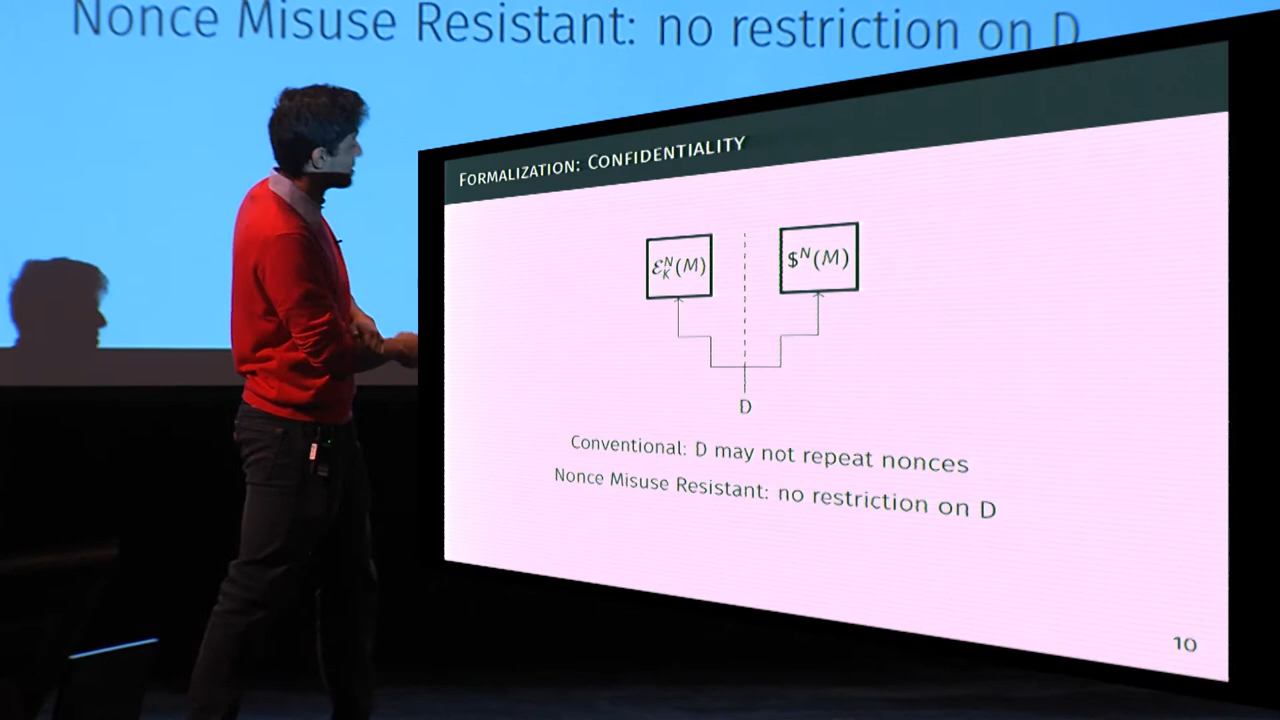 Nonce Misuse Resistant: no restriction on D
FORMALIZATION: CONFIDENTIALITY
ℰ_K^N(M)
$^N(M)
D
Conventional: D may not repeat nonces
Nonce Misuse Resistant: no restriction on D
10